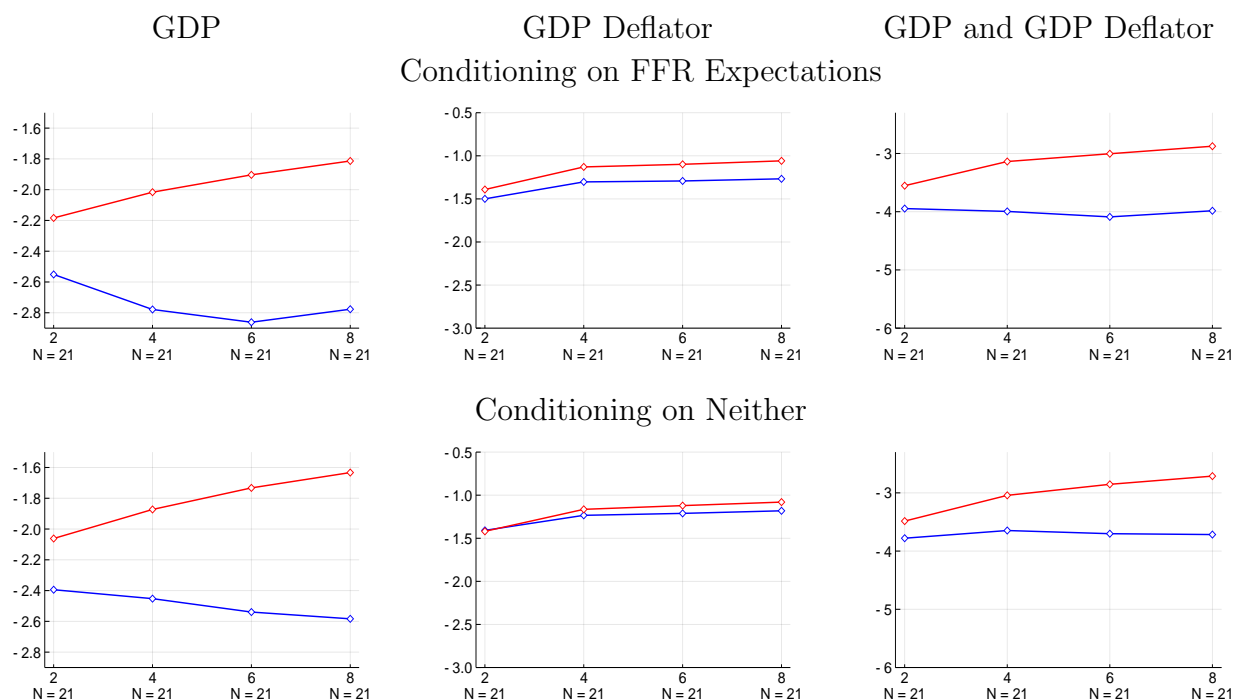 GDP
GDP Deflator
GDP and GDP Deflator
Conditioning on FFR Expectations
- 1.6
- 1.8
- 2.0
- 2.2
- 2.4
- 2.6
- 2.8
2 4 6 8
N = 21 N = 21 N = 21 N = 21
- 0.5
- 1.0
- 1.5
- 2.0
- 2.5
- 3.0
2 4 6 8
N = 21 N = 21 N = 21 N = 21
- 3
- 4
- 5
- 6
2 4 6 8
N = 21 N = 21 N = 21 N = 21
Conditioning on Neither
- 1.6
- 1.8
- 2.0
- 2.2
- 2.4
- 2.6
- 2.8
2 4 6 8
N = 21 N = 21 N = 21 N = 21
- 0.5
- 1.0
- 1.5
- 2.0
- 2.5
- 3.0
2 4 6 8
N = 21 N = 21 N = 21 N = 21
- 3
- 4
- 5
- 6
2 4 6 8
N = 21 N = 21 N = 21 N = 21